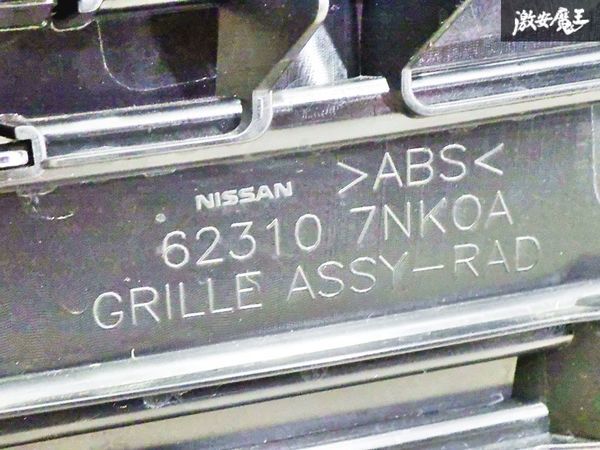 激安魔王
>ABS<
NISSAN
62310 7NK0A
GRILLE ASSY-RAD